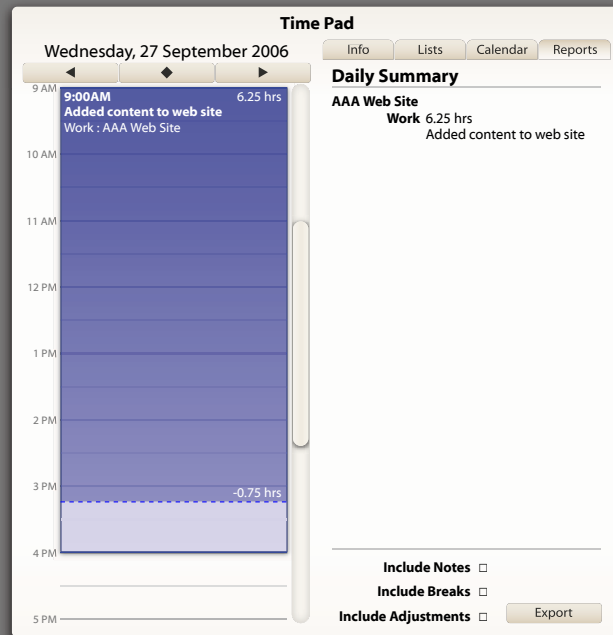 Time Pad
Wednesday, 27 September 2006
Info
Lists
Calendar
Reports
9 AM
9:00AM 6.25 hrs
Added content to web site
Work : AAA Web Site
10 AM
11 AM
12 PM
1 PM
2 PM
3 PM
-0.75 hrs
4 PM
5 PM
Daily Summary
AAA Web Site
Work 6.25 hrs
Added content to web site
Include Notes
Include Breaks
Include Adjustments
Export